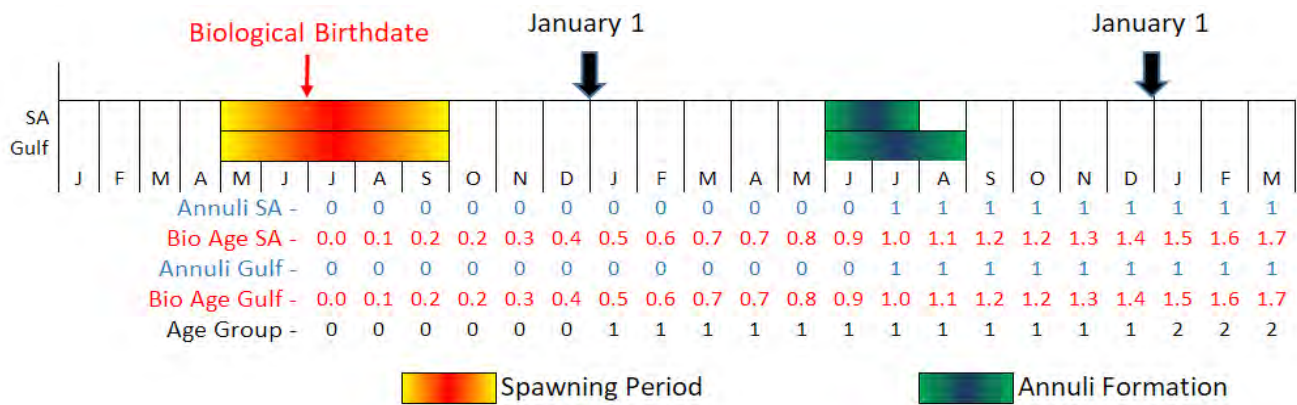 January 1
January 1
Biological Birthdate
SA
Gulf
J F M A M J J A S O N D J F M A M J J A S O N D J F M
Annuli SA - 0 0 0 0 0 0 0 0 0 0 0 0 1 1 1 1 1 1 1 1 1
Bio Age SA - 0.0 0.1 0.2 0.2 0.3 0.4 0.5 0.6 0.7 0.7 0.8 0.9 1.0 1.1 1.2 1.2 1.3 1.4 1.5 1.6 1.7
Annuli Gulf - 0 0 0 0 0 0 0 0 0 0 0 0 1 1 1 1 1 1 1 1 1
Bio Age Gulf - 0.0 0.1 0.2 0.2 0.3 0.4 0.5 0.6 0.7 0.7 0.8 0.9 1.0 1.1 1.2 1.2 1.3 1.4 1.5 1.6 1.7
Age Group - 0 0 0 0 0 0 1 1 1 1 1 1 1 1 1 1 1 1 2 2 2
Spawning Period
Annuli Formation